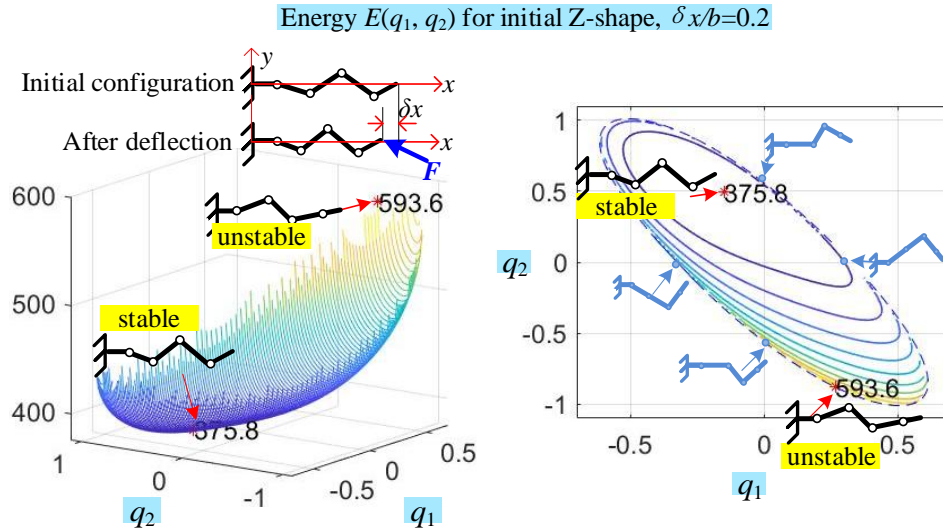 Energy E(q1, q2) for initial Z-shape, δx/b=0.2
y
Initial configuration
x
δx
After deflection
x
F
600
500
400
593.6
unstable
stable
375.8
1
0
-1
-0.5
0
0.5
q2
q1
1
0.5
0
-0.5
-1
q2
375.8
stable
593.6
unstable
-0.5
0
0.5
q1